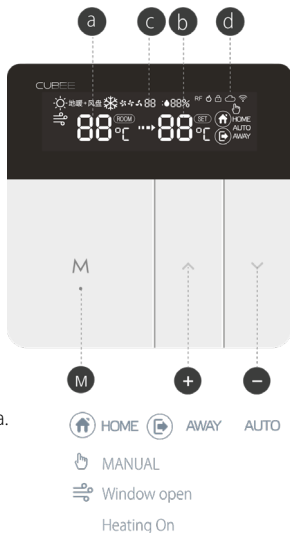 a c b d
CUBEE
地暖•风盘 88 :88% RF
88°C ROOM 88°C SET HOME
AUTO
AWAY
M
M + −
a.
HOME AWAY AUTO
MANUAL
Window open
Heating On